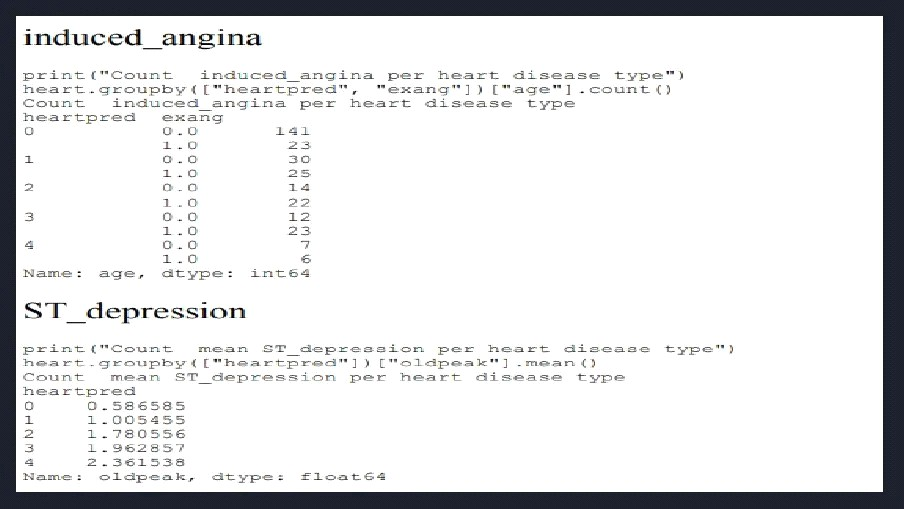 induced_angina
print("Count  induced_angina per heart disease type")
heart.groupby(["heartpred", "exang"])["age"].count()
Count  induced_angina per heart disease type
heartpred  exang
0              0.0        141
               1.0         23
1              0.0         30
               1.0         25
2              0.0         14
               1.0         22
3              0.0         12
               1.0         23
4              0.0          7
               1.0          6
Name: age, dtype: int64
ST_depression
print("Count  mean ST_depression per heart disease type")
heart.groupby(["heartpred"])["oldpeak"].mean()
Count  mean ST_depression per heart disease type
heartpred
0     0.586585
1     1.005455
2     1.780556
3     1.962857
4     2.361538
Name: oldpeak, dtype: float64